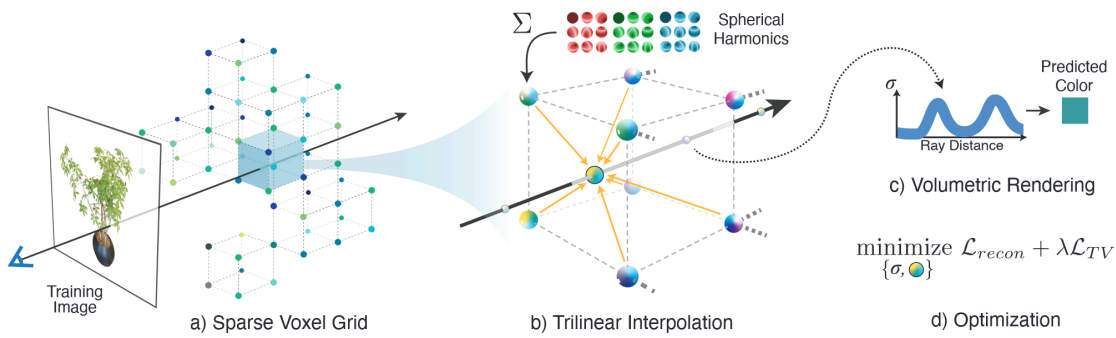 Training
Image
a) Sparse Voxel Grid
Σ
Spherical
Harmonics
b) Trilinear Interpolation
σ
Ray Distance
Predicted
Color
c) Volumetric Rendering
minimize ℒ_recon + λℒ_TV
{σ, }
d) Optimization